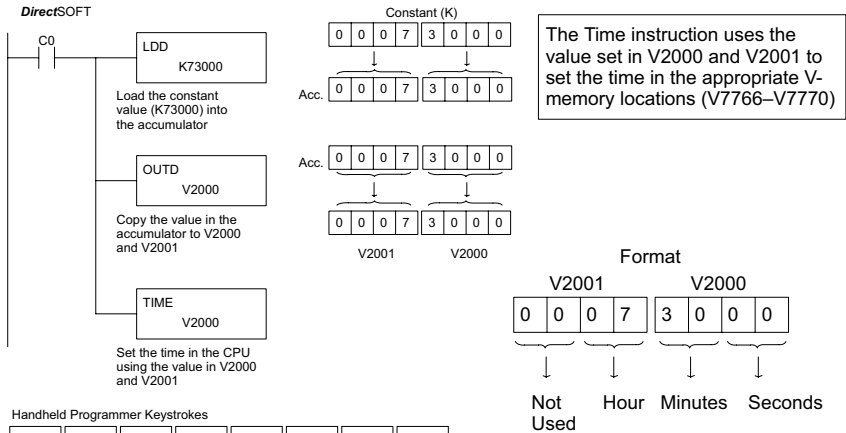 DirectSOFT
C0
LDD
K73000
Load the constant
value (K73000) into
the accumulator
OUTD
V2000
Copy the value in the
accumulator to V2000
and V2001
TIME
V2000
Set the time in the CPU
using the value in V2000
and V2001
Constant (K)
0 0 0 7 3 0 0 0
Acc. 0 0 0 7 3 0 0 0
Acc. 0 0 0 7 3 0 0 0
0 0 0 7 3 0 0 0
V2001 V2000
The Time instruction uses the
value set in V2000 and V2001 to
set the time in the appropriate V-
memory locations (V7766–V7770)
Format
V2001 V2000
0 0 0 7 3 0 0 0
Not Hour Minutes Seconds
Used
Handheld Programmer Keystrokes